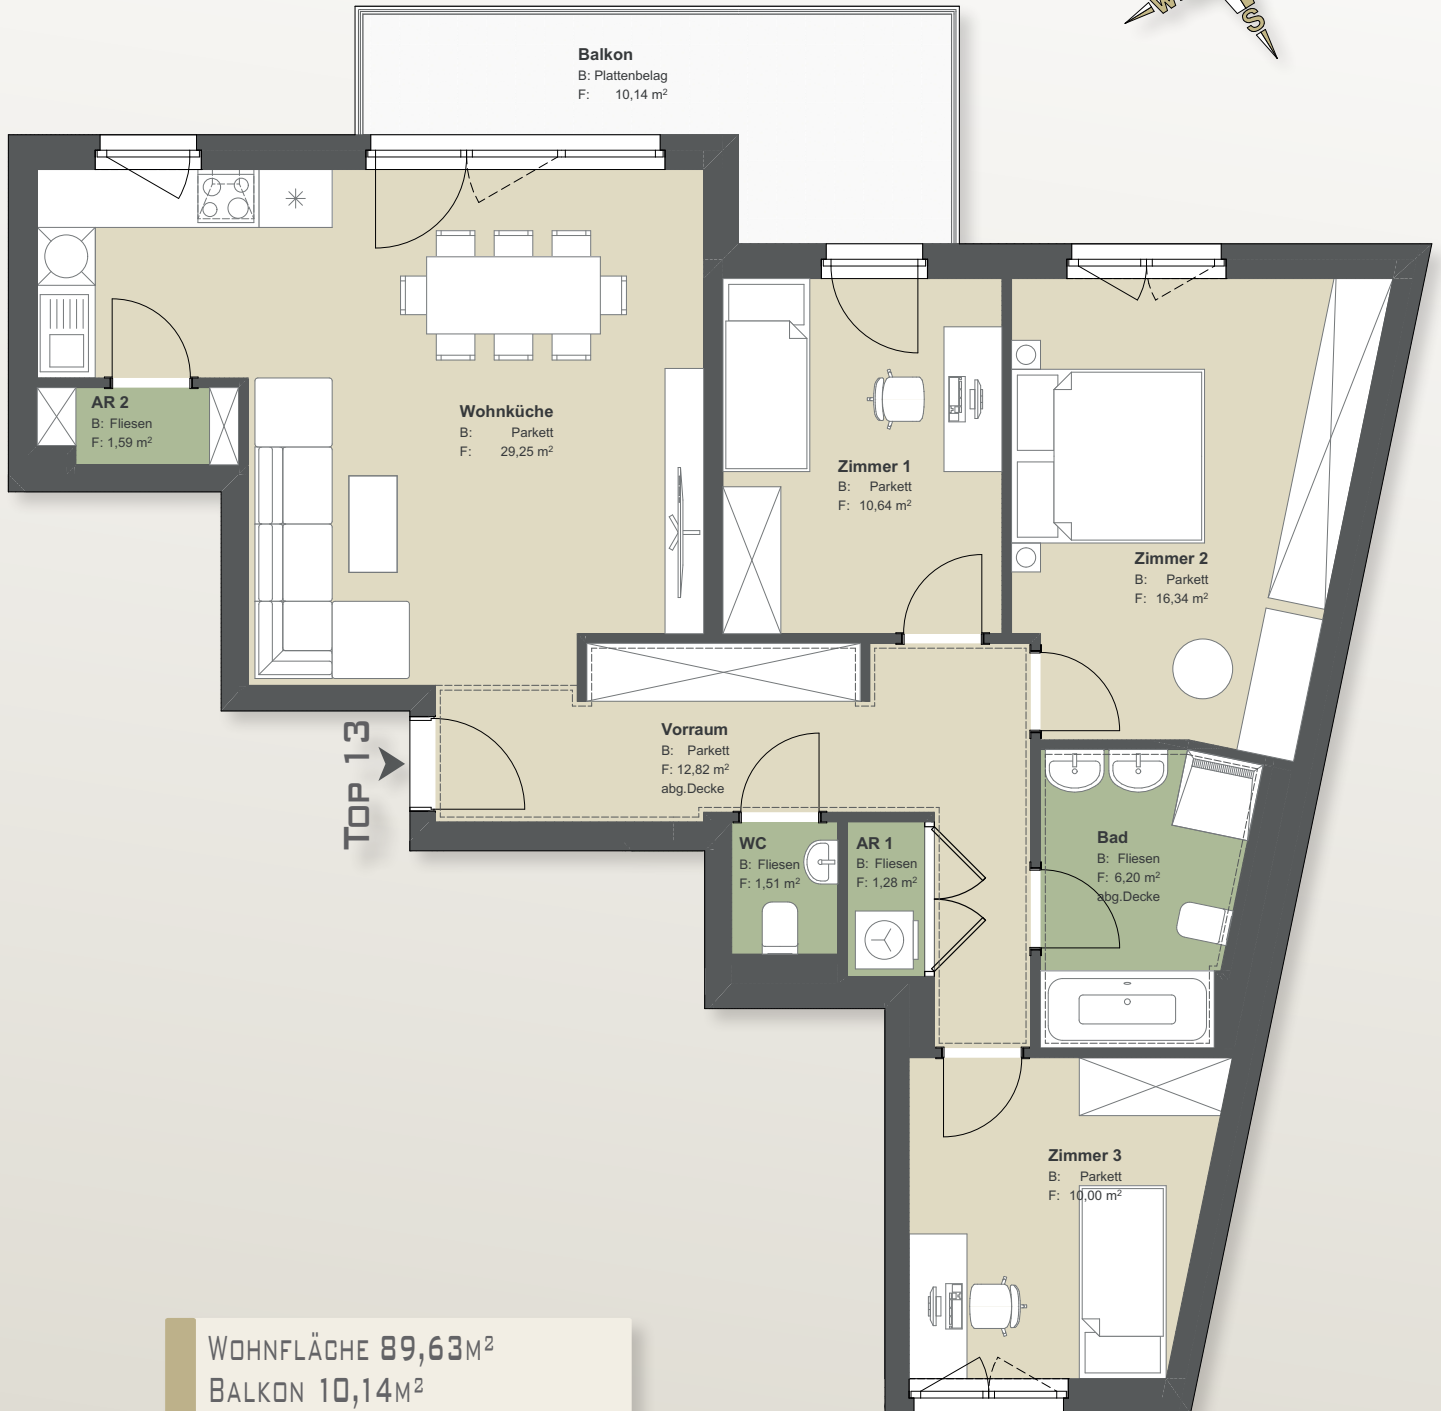 W
S
Balkon
B: Plattenbelag
F: 10,14 m²
AR 2
B: Fliesen
F: 1,59 m²
Wohnküche
B: Parkett
F: 29,25 m²
Zimmer 1
B: Parkett
F: 10,64 m²
Zimmer 2
B: Parkett
F: 16,34 m²
TOP 13
Vorraum
B: Parkett
F: 12,82 m²
abg.Decke
WC
B: Fliesen
F: 1,51 m²
AR 1
B: Fliesen
F: 1,28 m²
Bad
B: Fliesen
F: 6,20 m²
abg.Decke
Zimmer 3
B: Parkett
F: 10,00 m²
WOHNFLÄCHE 89,63M²
BALKON 10,14M²